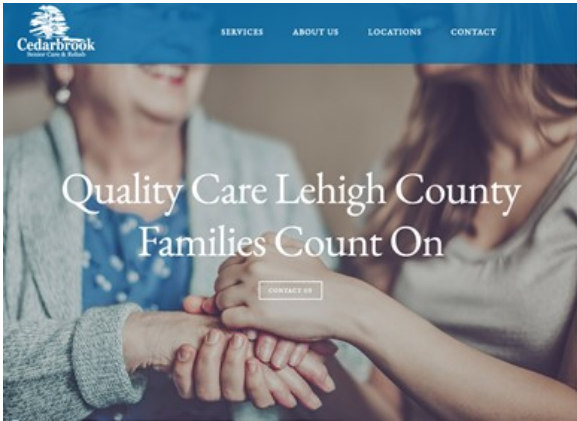 Cedarbrook
Senior Care & Rehab
SERVICES ABOUT US LOCATIONS CONTACT
Quality Care Lehigh County
Families Count On
CONTACT US